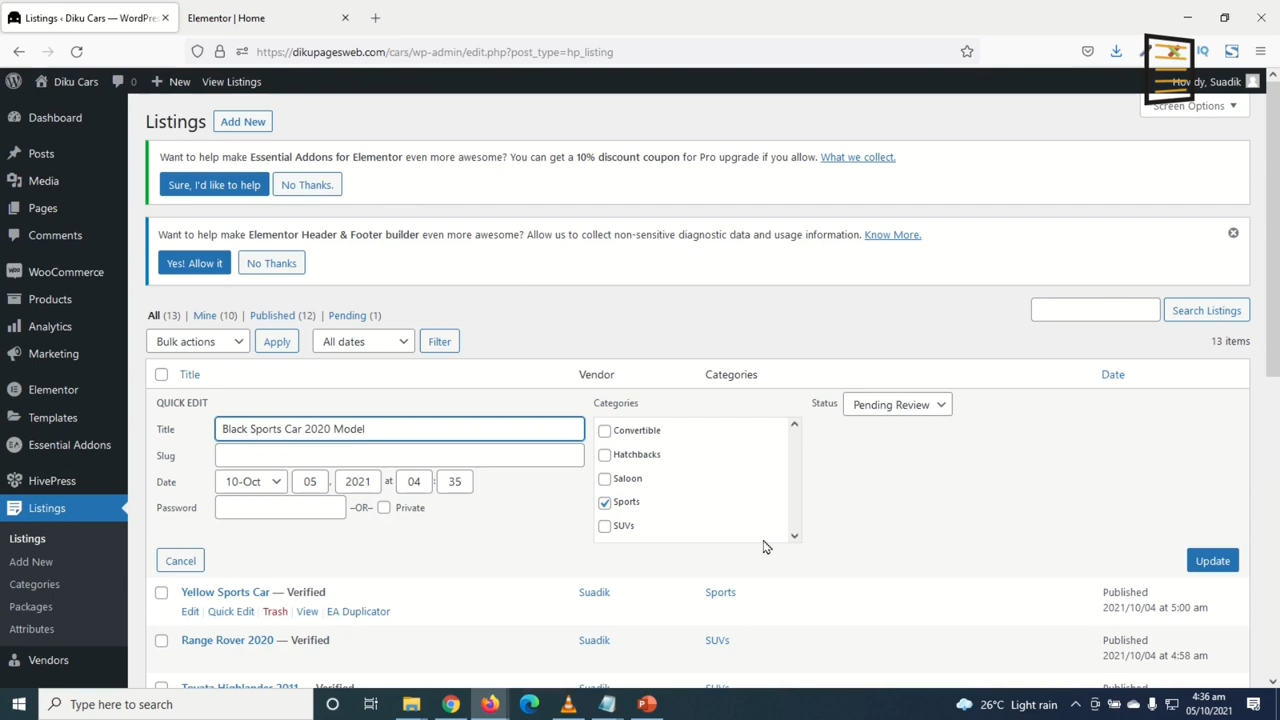 Listings ‹ Diku Cars — WordPre
Elementor | Home
https://dikupagesweb.com/cars/wp-admin/edit.php?post_type=hp_listing
IQ
Diku Cars
0
New
View Listings
Howdy, Suadik
Dashboard
Posts
Media
Pages
Comments
WooCommerce
Products
Analytics
Marketing
Elementor
Templates
Essential Addons
HivePress
Listings
Listings
Add New
Categories
Packages
Attributes
Vendors
Screen Options
Listings
Add New
Want to help make Essential Addons for Elementor even more awesome? You can get a 10% discount coupon for Pro upgrade if you allow. What we collect.
Sure, I'd like to help
No Thanks.
Want to help make Elementor Header & Footer builder even more awesome? Allow us to collect non-sensitive diagnostic data and usage information. Know More.
Yes! Allow it
No Thanks
All (13) | Mine (10) | Published (12) | Pending (1)
Search Listings
Bulk actions
Apply
All dates
Filter
13 items
Title
Vendor
Categories
Date
QUICK EDIT
Title
Black Sports Car 2020 Model
Slug
Date
10-Oct
05
,
2021
at
04
:
35
Password
–OR–
Private
Categories
Convertible
Hatchbacks
Saloon
Sports
SUVs
Status
Pending Review
Cancel
Update
Yellow Sports Car — Verified
Edit | Quick Edit | Trash | View | EA Duplicator
Suadik
Sports
Published
2021/10/04 at 5:00 am
Range Rover 2020 — Verified
Suadik
SUVs
Published
2021/10/04 at 4:58 am
Toyota Highlander 2011 — Verified
Suadik
SUVs
Published
Type here to search
26°C Light rain
4:36 am
05/10/2021